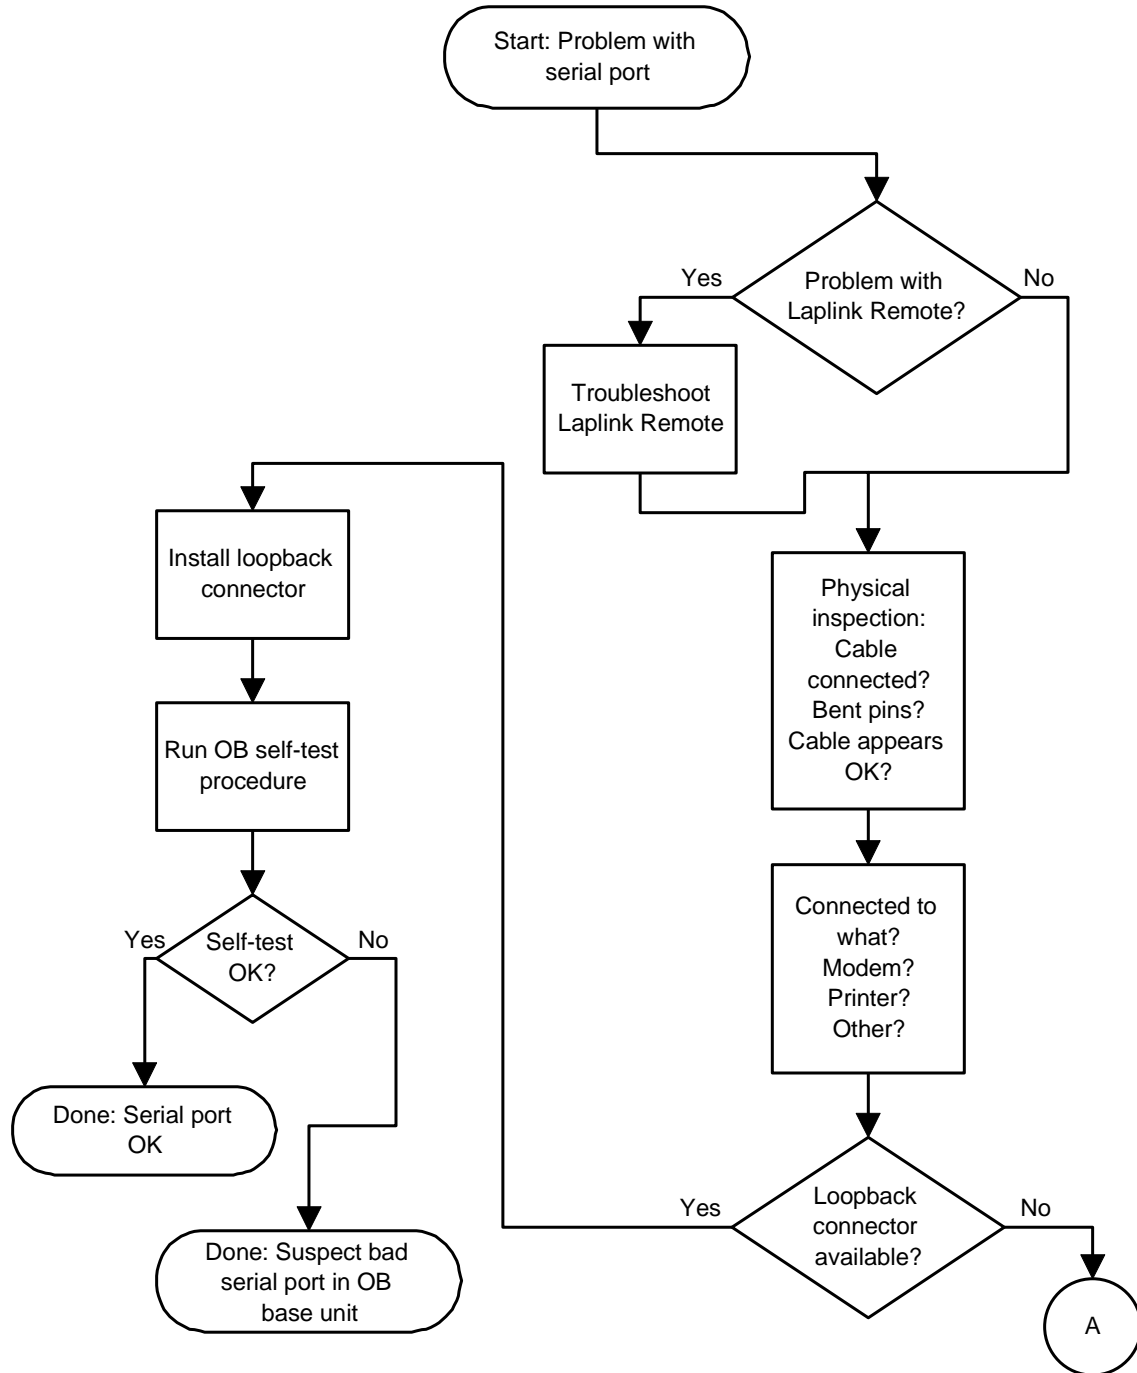 Start: Problem with
serial port
Problem with
Laplink Remote?
Yes
No
Troubleshoot
Laplink Remote
Physical
inspection:
Cable
connected?
Bent pins?
Cable appears
OK?
Connected to
what?
Modem?
Printer?
Other?
Loopback
connector
available?
Yes
No
A
Install loopback
connector
Run OB self-test
procedure
Self-test
OK?
Yes
No
Done: Serial port
OK
Done: Suspect bad
serial port in OB
base unit